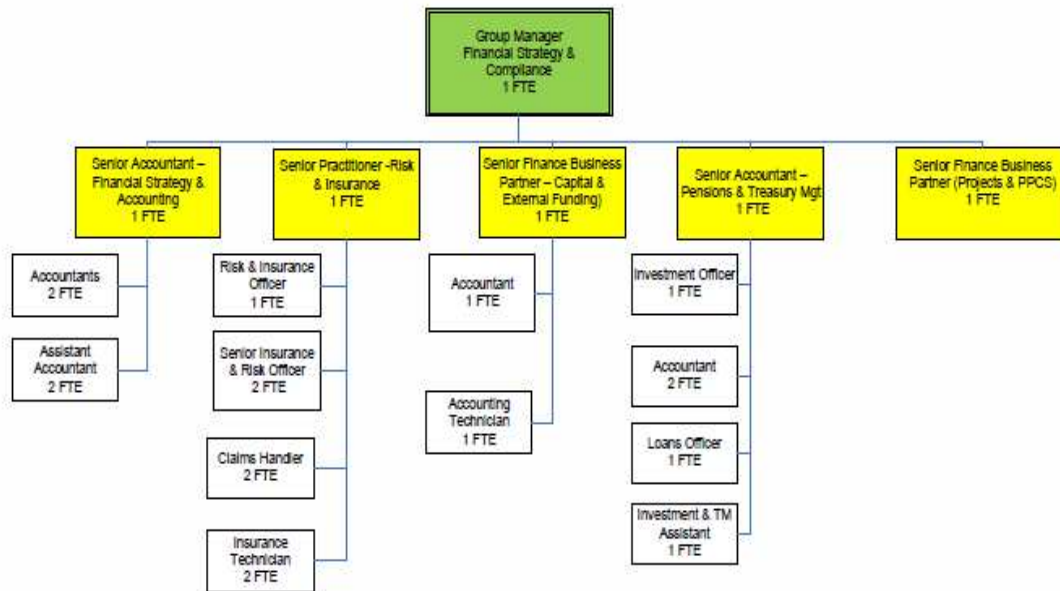 Group Manager
Financial Strategy &
Compliance
1 FTE
Senior Accountant –
Financial Strategy &
Accounting
1 FTE
Senior Practitioner -Risk
& Insurance
1 FTE
Senior Finance Business
Partner – Capital &
External Funding)
1 FTE
Senior Accountant –
Pensions & Treasury Mgt
1 FTE
Senior Finance Business
Partner (Projects & PPCS)
1 FTE
Accountants
2 FTE
Assistant
Accountant
2 FTE
Risk & Insurance
Officer
1 FTE
Senior Insurance
& Risk Officer
2 FTE
Claims Handler
2 FTE
Insurance
Technician
2 FTE
Accountant
1 FTE
Accounting
Technician
1 FTE
Investment Officer
1 FTE
Accountant
2 FTE
Loans Officer
1 FTE
Investment & TM
Assistant
1 FTE